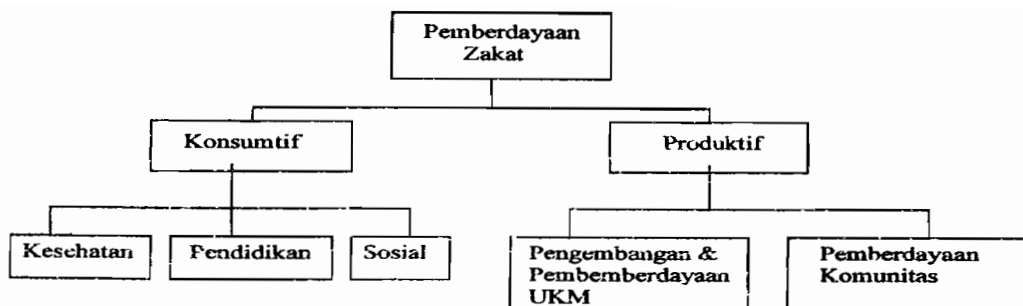 Pemberdayaan
Zakat
Konsumtif
Produktif
Kesehatan
Pendidikan
Sosial
Pengembangan &
Pembemberdayaan
UKM
Pemberdayaan
Komunitas